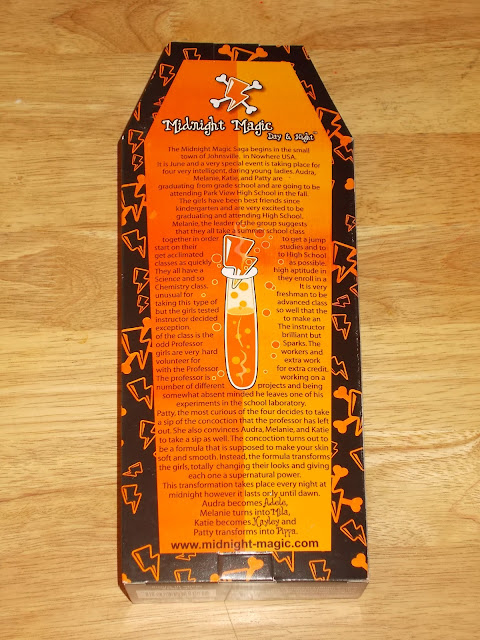 Midnight Magic
Day & Night
The Midnight Magic Saga begins in the small
town of Johnsville, in Nowhere USA.
It is June and a very special event is taking place for
four very intelligent, daring young ladies. Audra,
Melanie, Katie, and Patty are
graduating from grade school and are going to be
attending Park View High School in the fall.
The girls have been best friends since
kindergarten and are very excited to be
graduating and attending High School.
Melanie, the leader of the group suggests
that they all take a summer school class
together in order to get a jump
start on their studies and to
get acclimated to High School
classes as quickly as possible.
They all have a high aptitude in
Science and so they enroll in a
Chemistry class. It is very
unusual for freshman to be
taking this type of advanced class
but the girls tested so well that the
instructor decided to make an
exception. The instructor
of the class is the brilliant but
odd Professor Sparks. The
girls are very hard workers and
volunteer for extra work
with the Professor for extra credit.
The professor is working on a
number of different projects and being
somewhat absent minded he leaves one of his
experiments in the school laboratory.
Patty, the most curious of the four decides to take
a sip of the concoction that the professor has left
out. She also convinces Audra, Melanie, and Katie
to take a sip as well. The concoction turns out to
be a formula that is supposed to make your skin
soft and smooth. Instead, the formula transforms
the girls, totally changing their looks and giving
each one a supernatural power.
This transformation takes place every night at
midnight however it lasts only until dawn.
Audra becomes Adele,
Melanie turns into Mila,
Katie becomes Kayley and
Patty transforms into Pippa.
www.midnight-magic.com